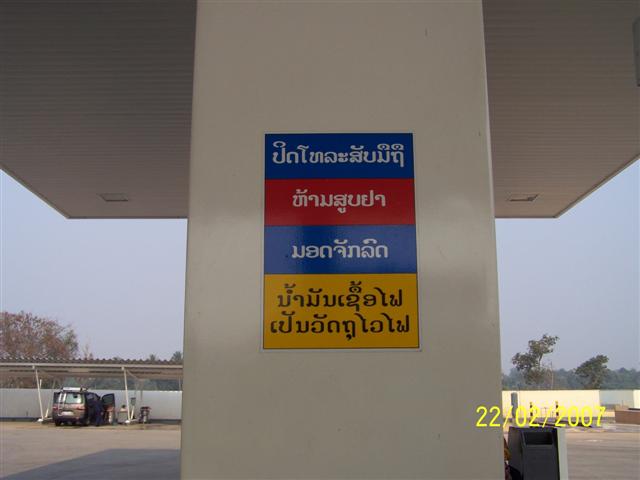 ປິດໂທລະສັບມືຖື
ຫ້າມສູບຢາ
ມອດຈັກລົດ
ນ້ຳມັນເຊື້ອໄຟ
ເປັນວັດຖຸໄວໄຟ
22/02/2007